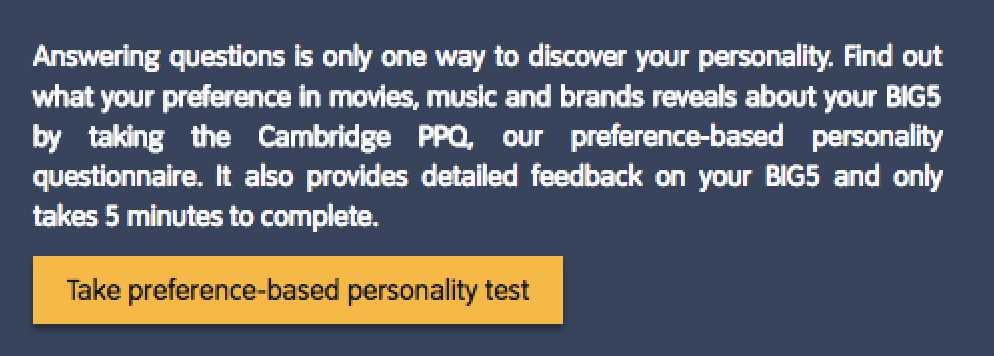 Answering questions is only one way to discover your personality. Find out
what your preference in movies, music and brands reveals about your BIG5
by taking the Cambridge PPQ, our preference-based personality
questionnaire. It also provides detailed feedback on your BIG5 and only
takes 5 minutes to complete.
Take preference-based personality test